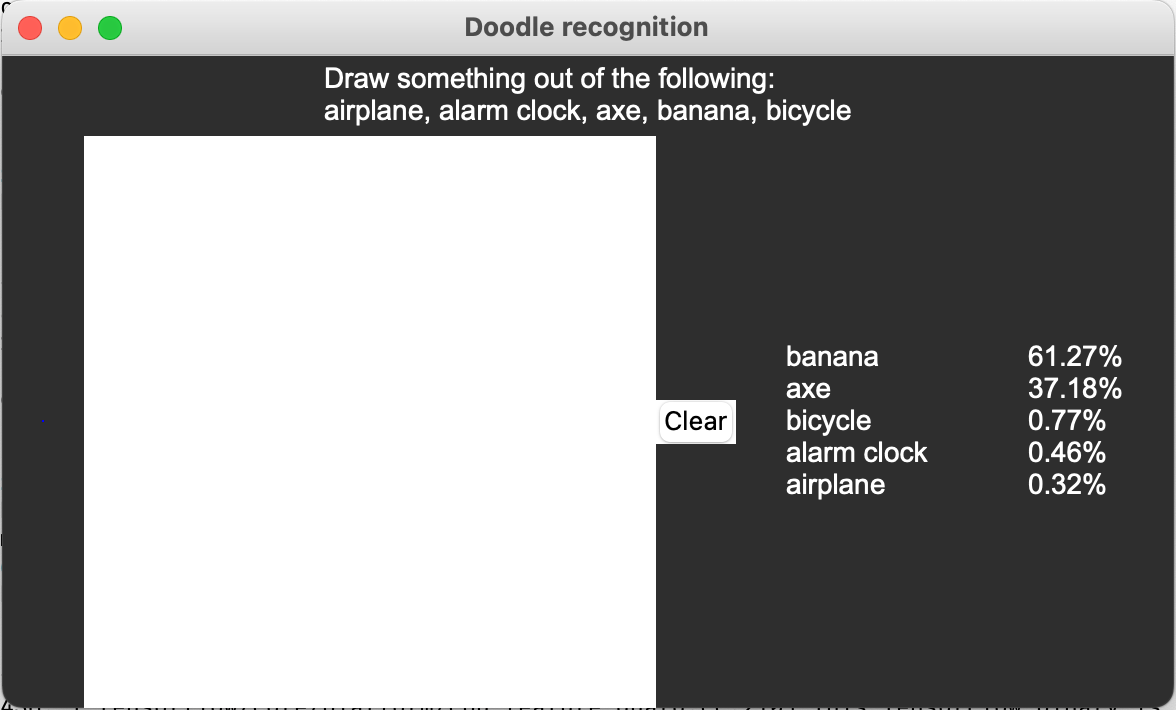 Doodle recognition
Draw something out of the following:
airplane, alarm clock, axe, banana, bicycle
Clear
banana 61.27%
axe 37.18%
bicycle 0.77%
alarm clock 0.46%
airplane 0.32%